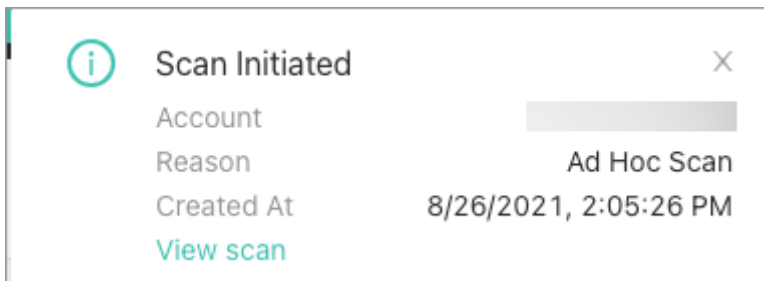 Scan Initiated
Account
Reason Ad Hoc Scan
Created At 8/26/2021, 2:05:26 PM
View scan